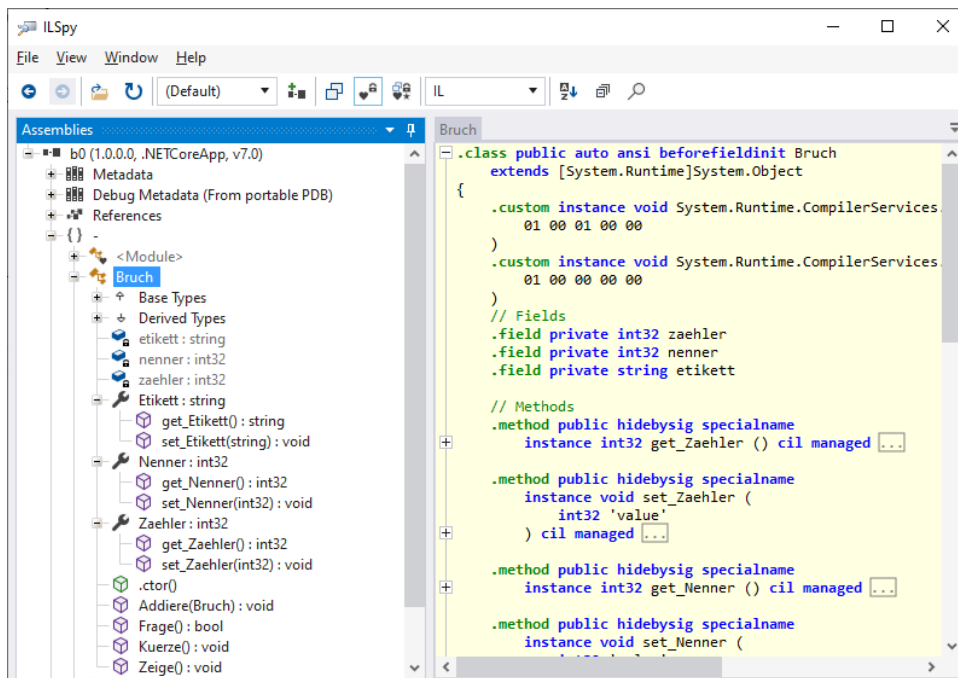 ILSpy
File View Window Help
(Default) IL
Assemblies
b0 (1.0.0.0, .NETCoreApp, v7.0)
Metadata
Debug Metadata (From portable PDB)
References
{ } -
<Module>
Bruch
Base Types
Derived Types
etikett : string
nenner : int32
zaehler : int32
Etikett : string
get_Etikett() : string
set_Etikett(string) : void
Nenner : int32
get_Nenner() : int32
set_Nenner(int32) : void
Zaehler : int32
get_Zaehler() : int32
set_Zaehler(int32) : void
.ctor()
Addiere(Bruch) : void
Frage() : bool
Kuerze() : void
Zeige() : void
Bruch
.class public auto ansi beforefieldinit Bruch
extends [System.Runtime]System.Object
{
.custom instance void System.Runtime.CompilerServices.
01 00 01 00 00
)
.custom instance void System.Runtime.CompilerServices.
01 00 00 00 00
)
// Fields
.field private int32 zaehler
.field private int32 nenner
.field private string etikett
// Methods
.method public hidebysig specialname
instance int32 get_Zaehler () cil managed ...
.method public hidebysig specialname
instance void set_Zaehler (
int32 'value'
) cil managed ...
.method public hidebysig specialname
instance int32 get_Nenner () cil managed ...
.method public hidebysig specialname
instance void set_Nenner (